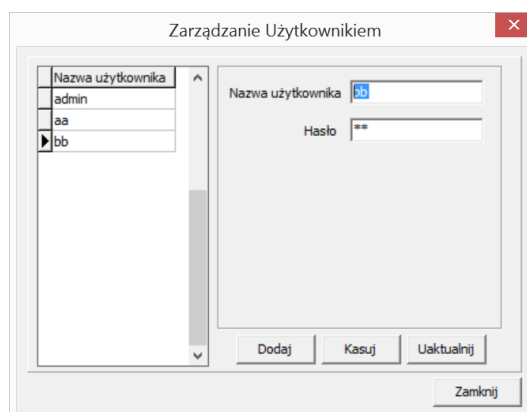 Zarządzanie Użytkownikiem
Nazwa użytkownika
admin
aa
bb
Nazwa użytkownika bb
Hasło **
Dodaj Kasuj Uaktualnij
Zamknij